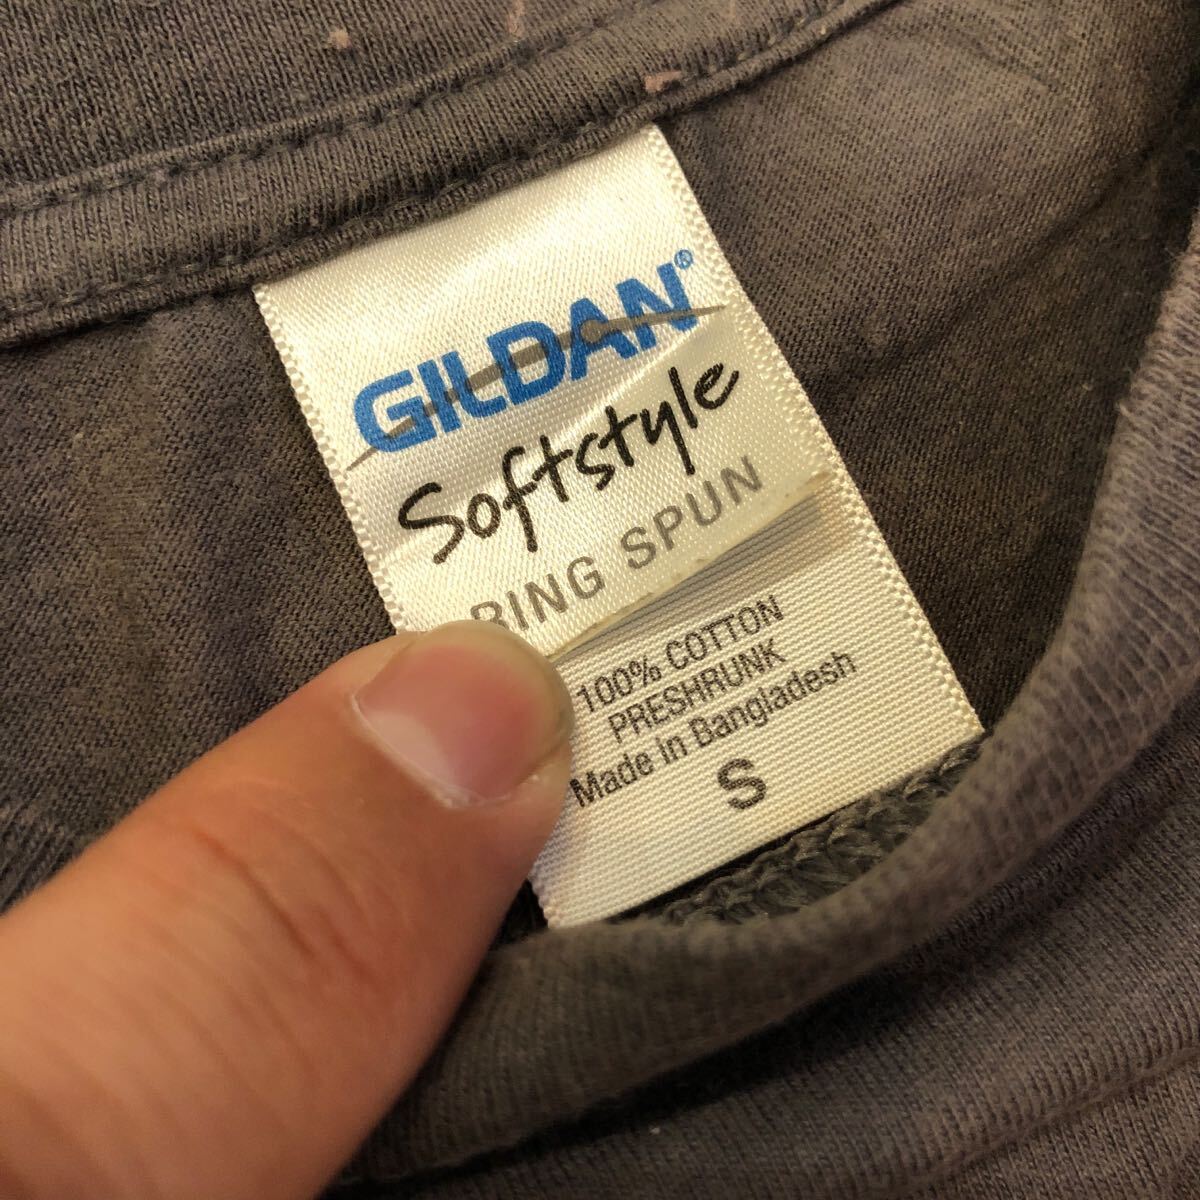 GILDAN®
Softstyle
RING SPUN
100% COTTON
PRESHRUNK
Made In Bangladesh
S